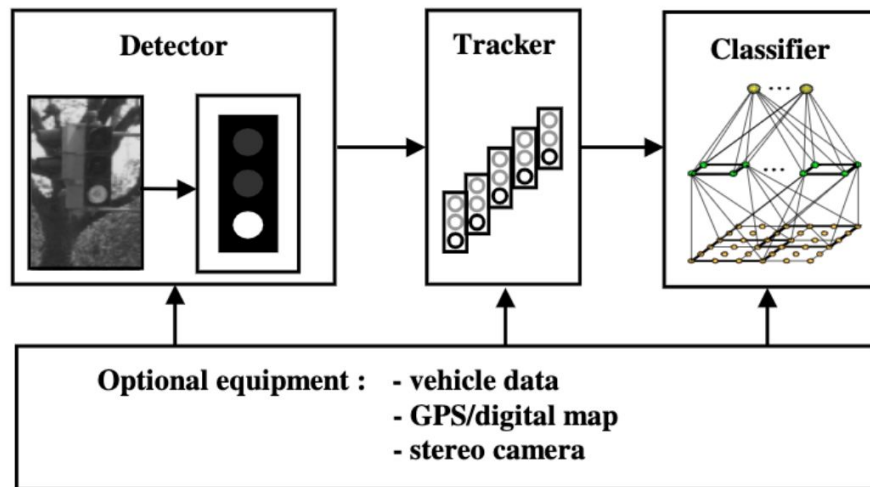 Detector
Tracker
Classifier
Optional equipment : - vehicle data
- GPS/digital map
- stereo camera